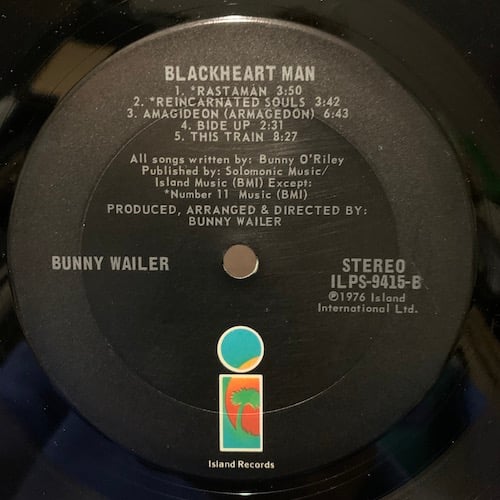 BLACKHEART MAN
1. *RASTAMAN 3:50
2. *REINCARNATED SOULS 3:42
3. AMAGIDEON (ARMAGEDON) 6:43
4. BIDE UP 2:31
5. THIS TRAIN 8:27
All songs written by: Bunny O'Riley
Published by: Solomonic Music/
Island Music (BMI) Except:
*Number 11 Music (BMI)
PRODUCED, ARRANGED & DIRECTED BY:
BUNNY WAILER
BUNNY WAILER
STEREO
ILPS-9415-B
℗1976 Island
International Ltd.
Island Records